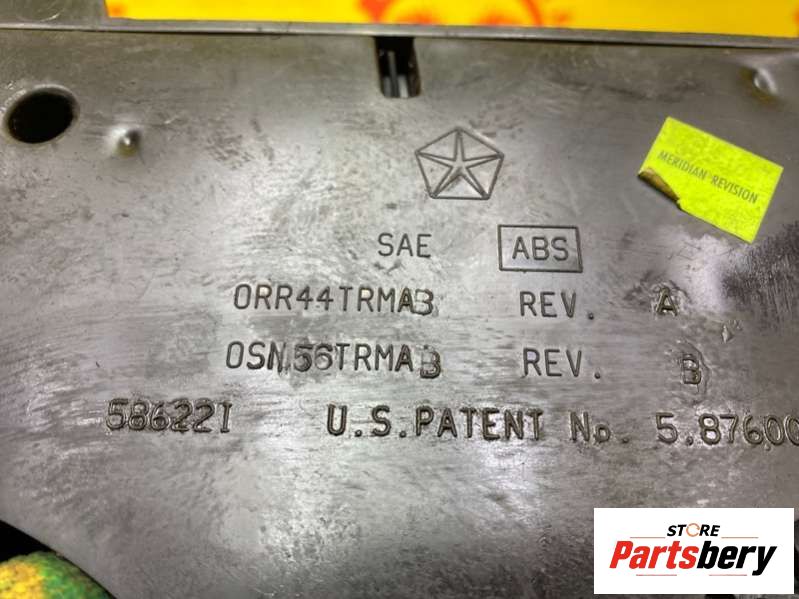 MERIDIAN REVISION
SAE ABS
0RR44TRMAB REV. A
0SN56TRMAB REV. B
586221 U.S. PATENT No. 5.87600
STORE
Partsbery